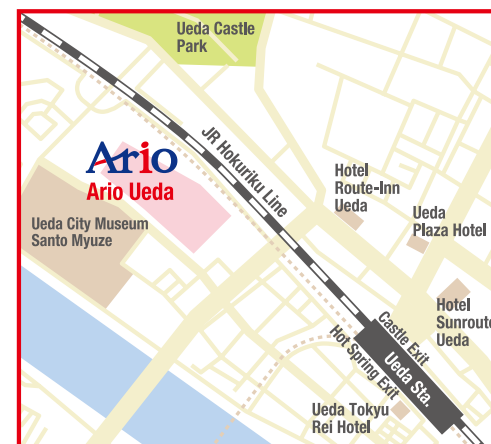 Ueda Castle
Park
JR Hokuriku Line
Ario
Ario Ueda
Hotel
Route-Inn
Ueda
Ueda
Plaza Hotel
Ueda City Museum
Santo Myuze
Hotel
Sunroute
Ueda
Castle Exit
Ueda Sta.
Hot Spring Exit
Ueda Tokyu
Rei Hotel